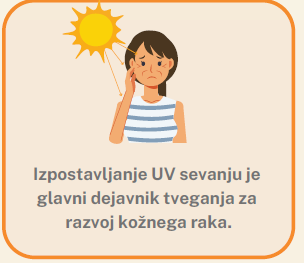 Izpostavljanje UV sevanju je
glavni dejavnik tveganja za
razvoj kožnega raka.